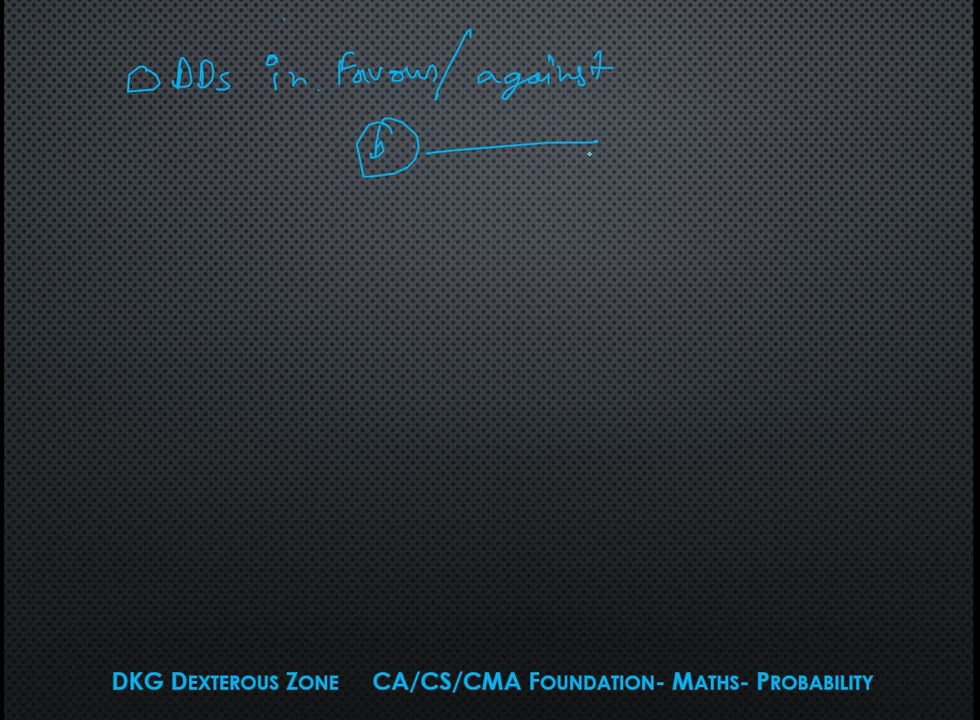 ODDs in favour/against
DKG DEXTEROUS ZONE CA/CS/CMA FOUNDATION- MATHS- PROBABILITY